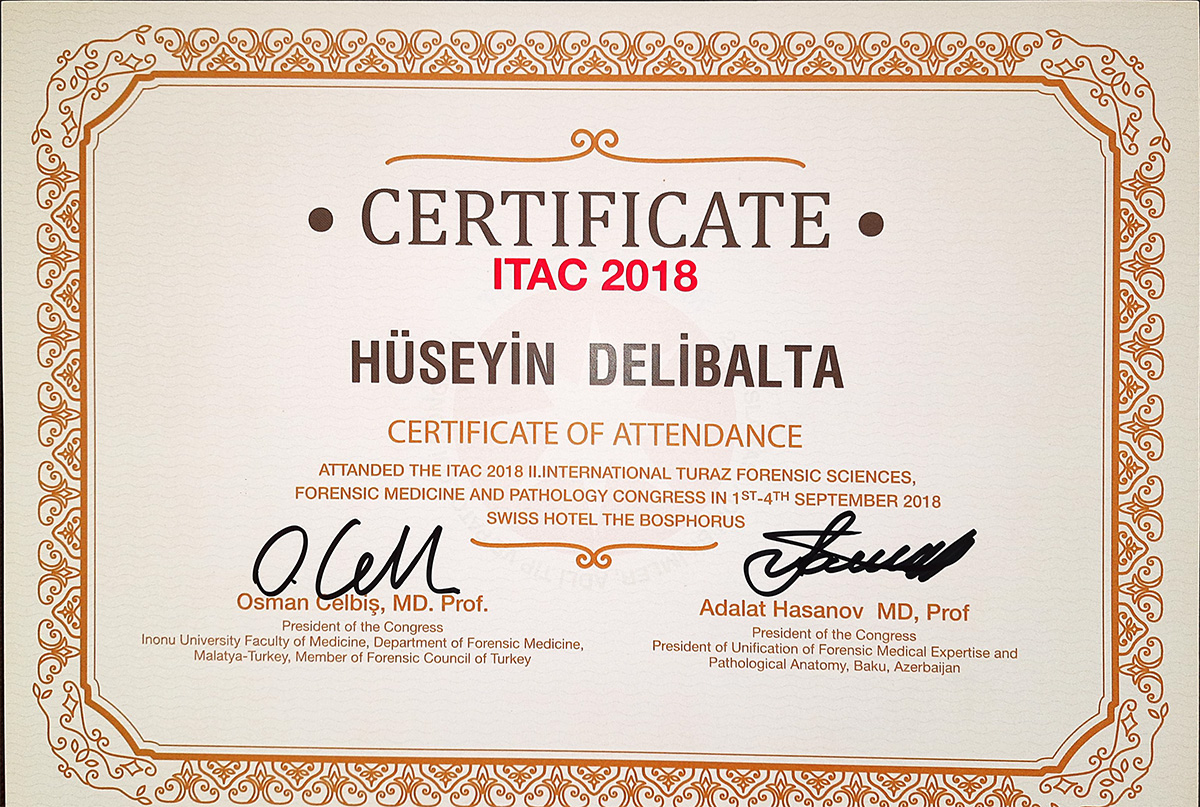 • CERTIFICATE •
ITAC 2018
HÜSEYİN DELİBALTA
CERTIFICATE OF ATTENDANCE
ATTANDED THE ITAC 2018 II.INTERNATIONAL TURAZ FORENSIC SCIENCES,
FORENSIC MEDICINE AND PATHOLOGY CONGRESS IN 1ST-4TH SEPTEMBER 2018
SWISS HOTEL THE BOSPHORUS
Osman Celbiş, MD. Prof.
President of the Congress
Inonu University Faculty of Medicine, Department of Forensic Medicine,
Malatya-Turkey, Member of Forensic Council of Turkey
Adalat Hasanov MD, Prof
President of the Congress
President of Unification of Forensic Medical Expertise and
Pathological Anatomy, Baku, Azerbaijan